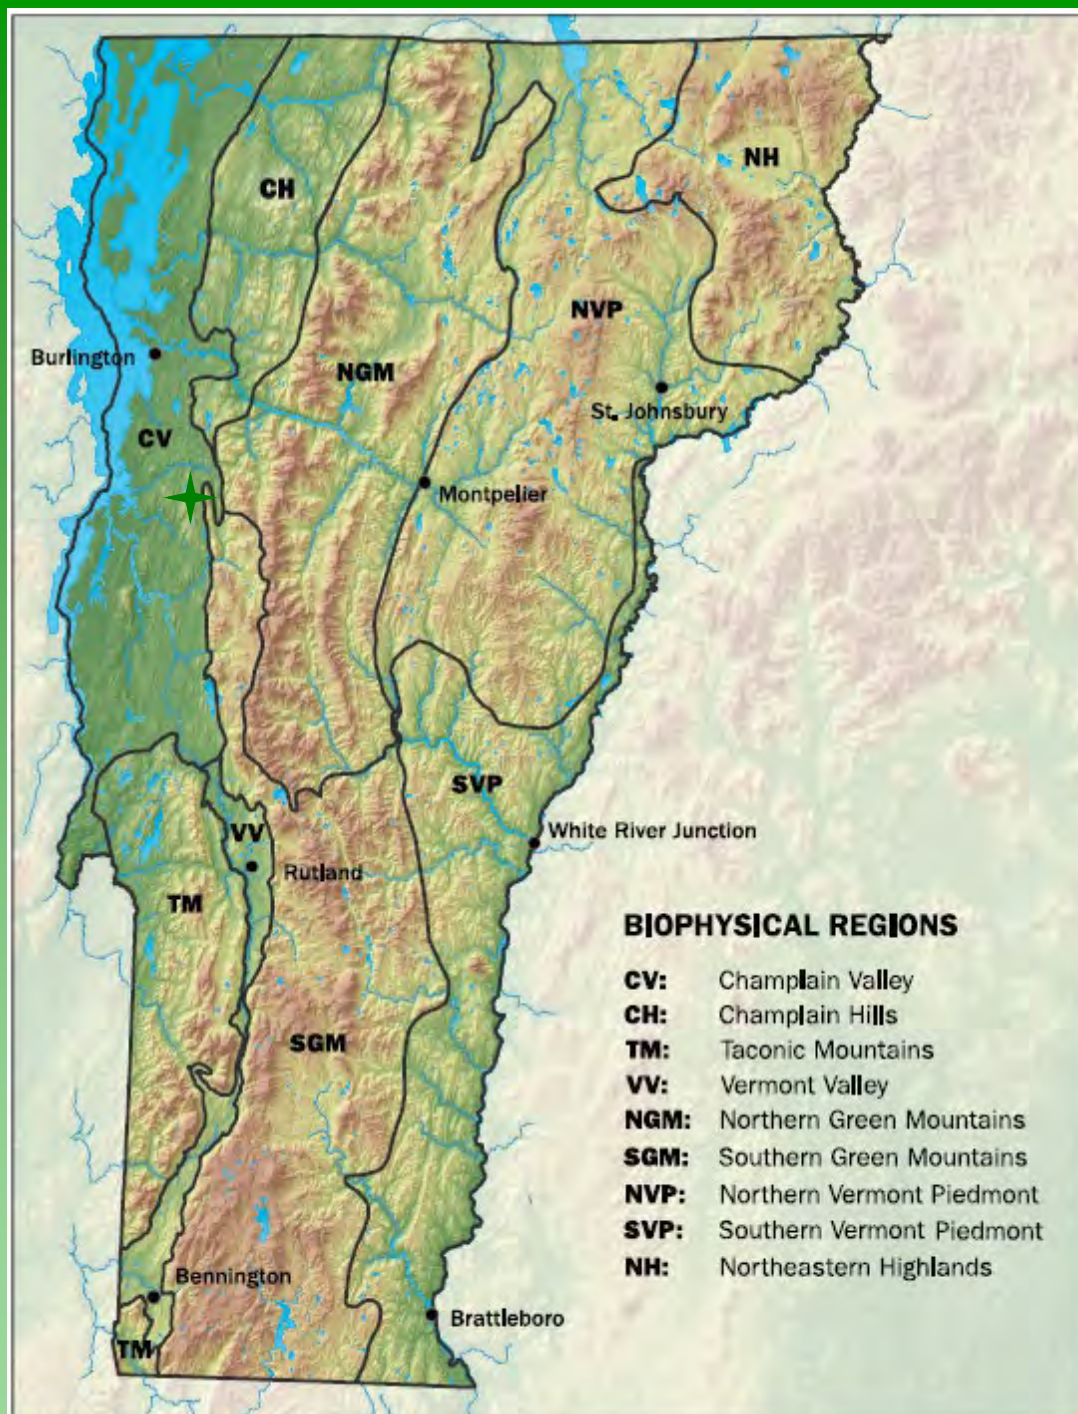 NH
CH
NVP
Burlington
NGM
St. Johnsbury
CV
Montpelier
SVP
VV
White River Junction
Rutland
TM
BIOPHYSICAL REGIONS
CV: Champlain Valley
CH: Champlain Hills
TM: Taconic Mountains
VV: Vermont Valley
NGM: Northern Green Mountains
SGM: Southern Green Mountains
NVP: Northern Vermont Piedmont
SVP: Southern Vermont Piedmont
NH: Northeastern Highlands
SGM
Bennington
Brattleboro
TM